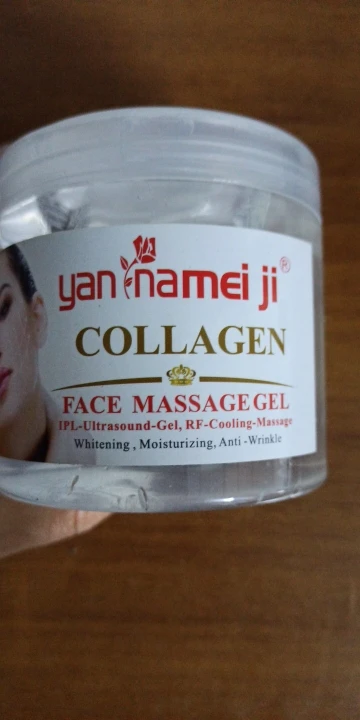 yan namei ji®
COLLAGEN
FACE MASSAGE GEL
IPL-Ultrasound-Gel, RF-Cooling-Massage
Whitening , Moisturizing, Anti -Wrinkle